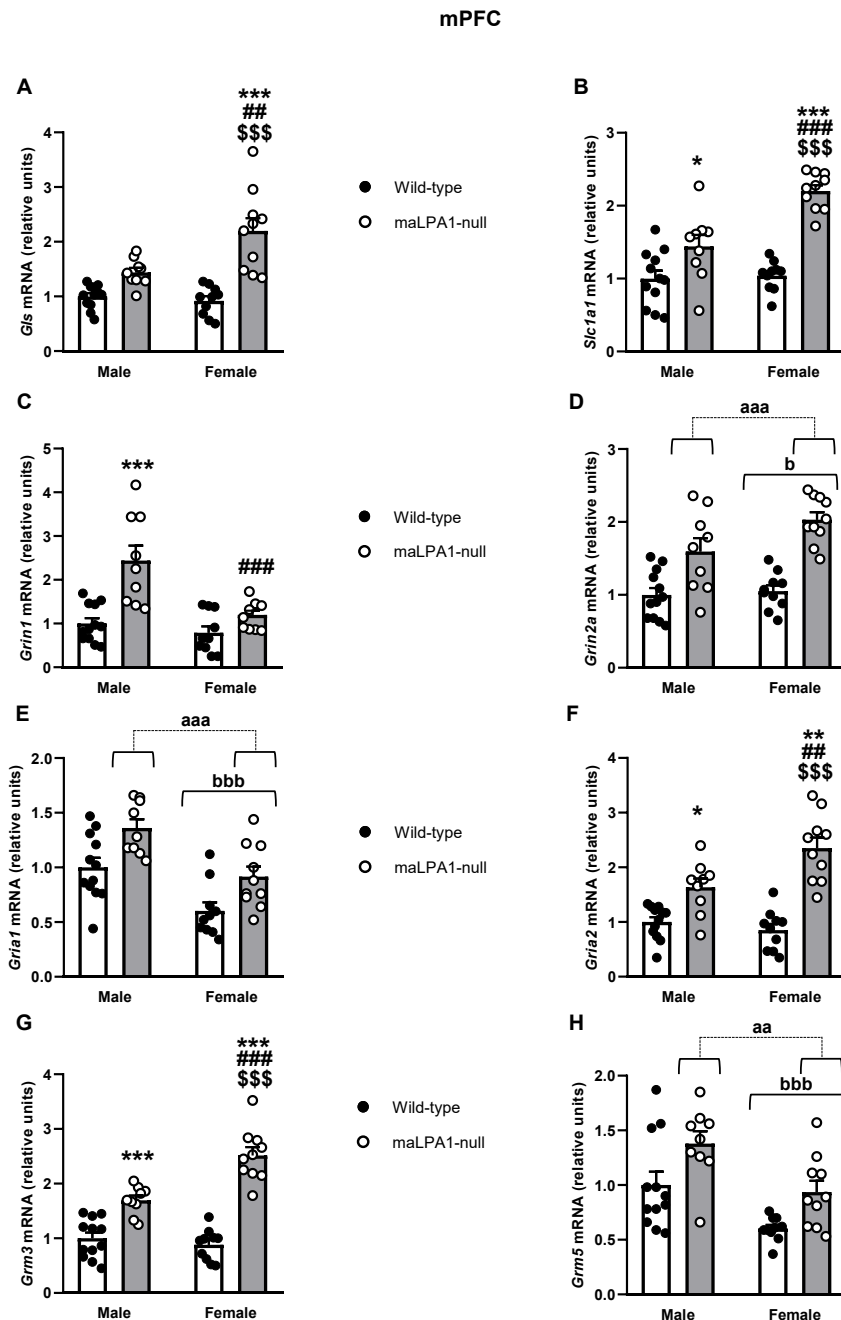 mPFC
A
***
##
$$$
Gls mRNA (relative units)
4
3
2
1
0
Male
Female
Wild-type
maLPA1-null
B
***
###
$$$
*
Slc1a1 mRNA (relative units)
3
2
1
0
Male
Female
C
***
###
Grin1 mRNA (relative units)
5
4
3
2
1
0
Male
Female
Wild-type
maLPA1-null
D
aaa
b
Grin2a mRNA (relative units)
3
2
1
0
Male
Female
E
aaa
bbb
Gria1 mRNA (relative units)
2.0
1.5
1.0
0.5
0.0
Male
Female
Wild-type
maLPA1-null
F
**
##
$$$
*
Gria2 mRNA (relative units)
4
3
2
1
0
Male
Female
G
***
###
$$$
***
Grm3 mRNA (relative units)
4
3
2
1
0
Male
Female
Wild-type
maLPA1-null
H
aa
bbb
Grm5 mRNA (relative units)
2.0
1.5
1.0
0.5
0.0
Male
Female